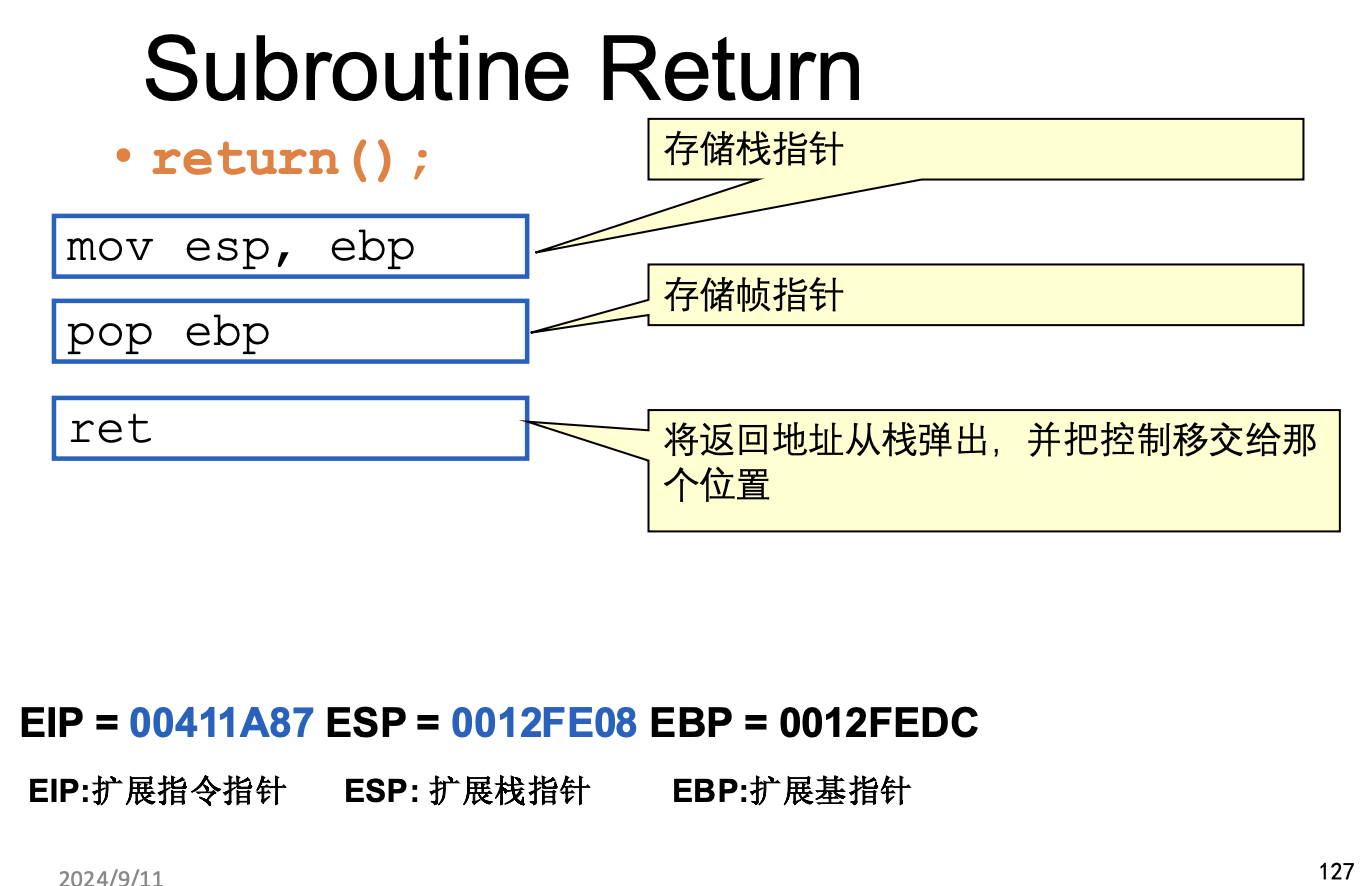 Subroutine Return
• return();
存储栈指针
mov esp, ebp
存储帧指针
pop ebp
ret
将返回地址从栈弹出，并把控制移交给那
个位置
EIP = 00411A87 ESP = 0012FE08 EBP = 0012FEDC
EIP:扩展指令指针 ESP: 扩展栈指针 EBP:扩展基指针
2024/9/11
127